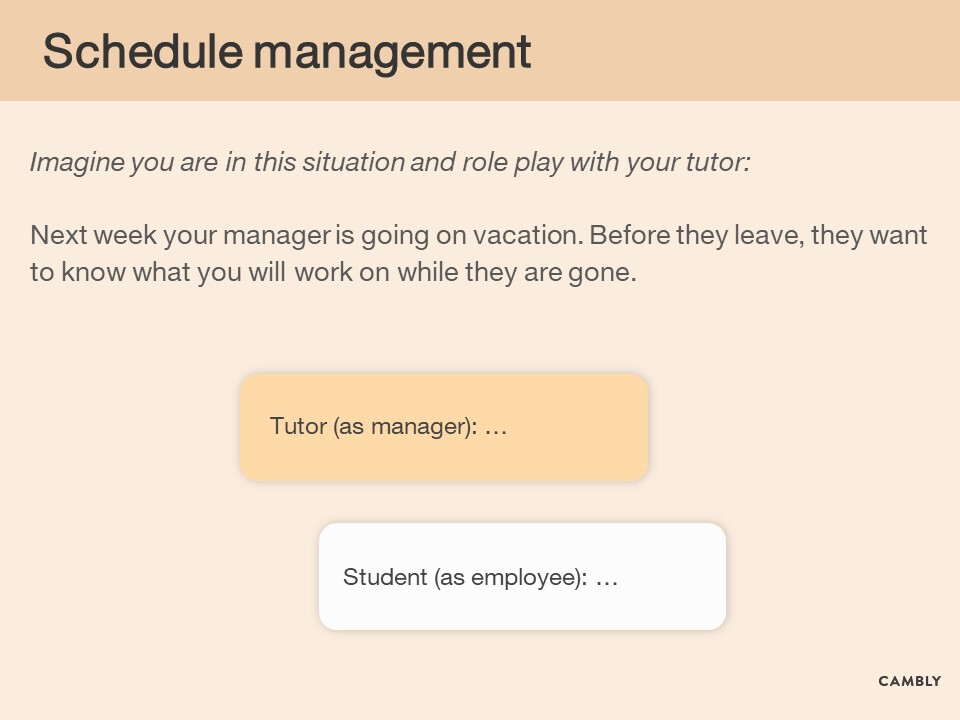 Schedule management
Imagine you are in this situation and role play with your tutor:
Next week your manager is going on vacation. Before they leave, they want
to know what you will work on while they are gone.
Tutor (as manager): …
Student (as employee): …
CAMBLY